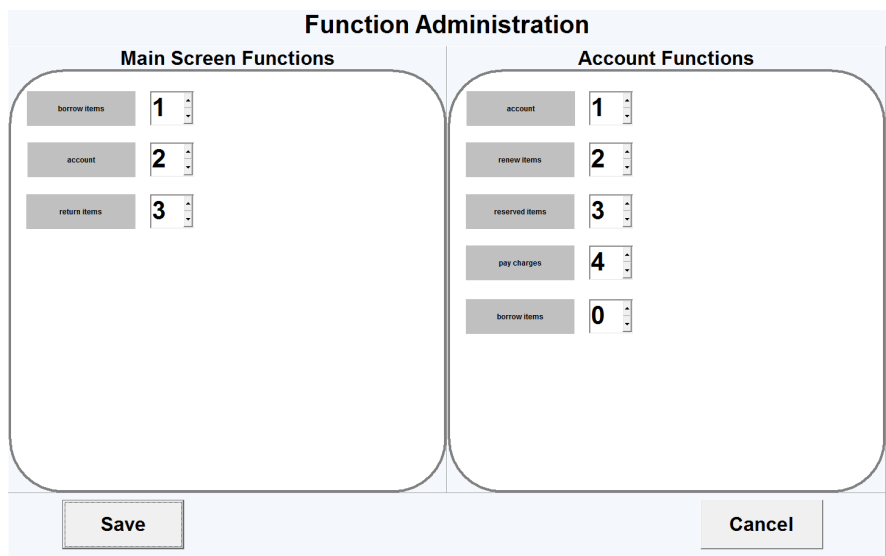 Function Administration
Main Screen Functions
borrow items 1
account 2
return items 3
Account Functions
account 1
renew items 2
reserved items 3
pay charges 4
borrow items 0
Save
Cancel